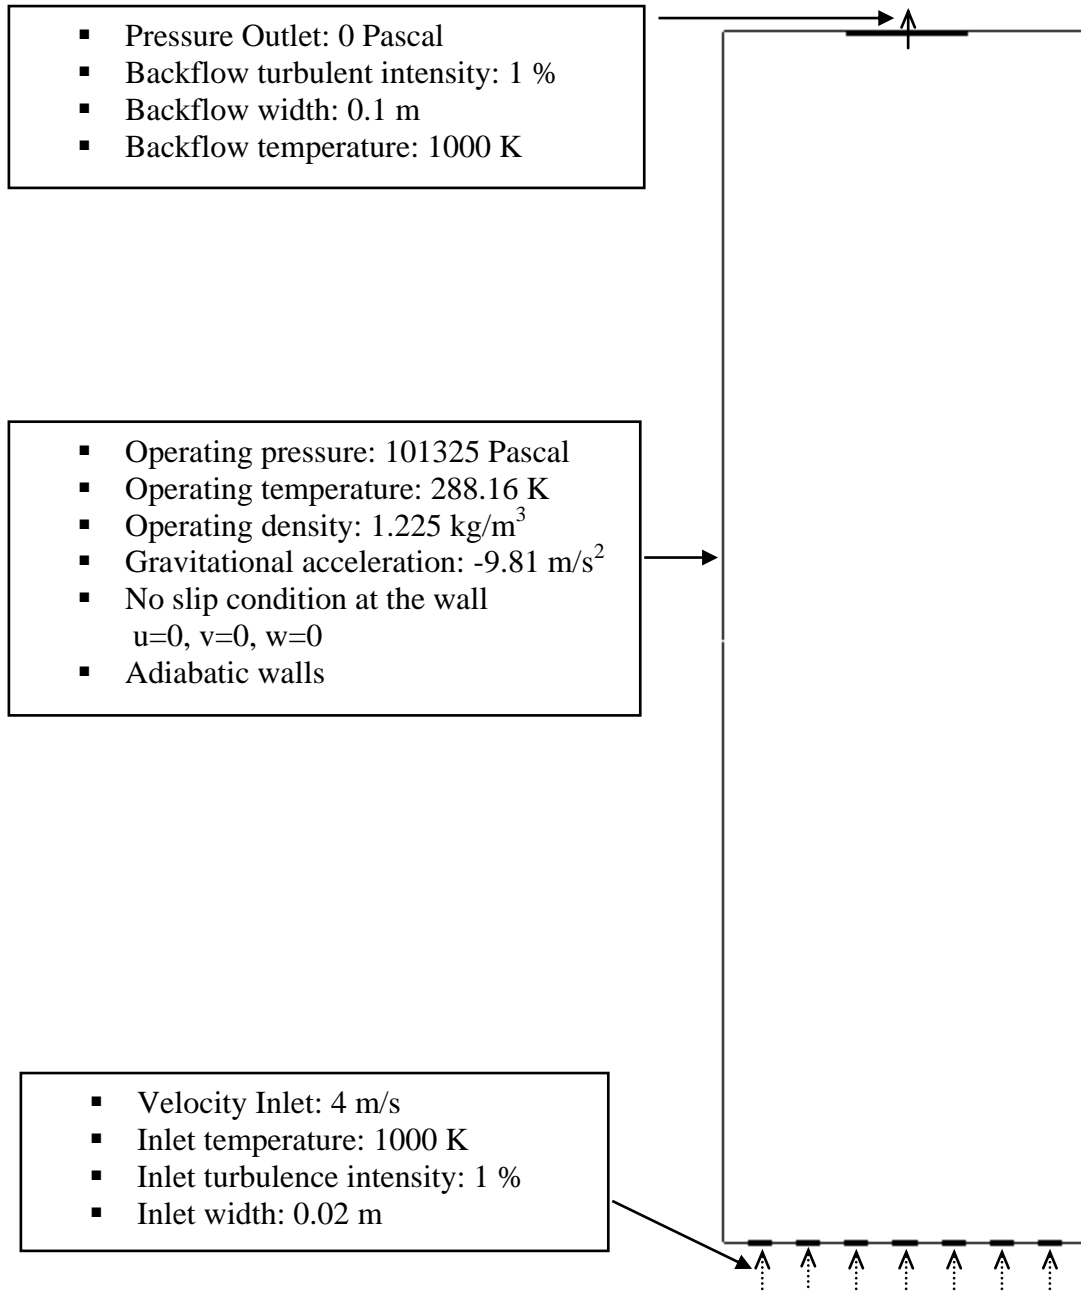 ▪ Pressure Outlet: 0 Pascal
▪ Backflow turbulent intensity: 1 %
▪ Backflow width: 0.1 m
▪ Backflow temperature: 1000 K
▪ Operating pressure: 101325 Pascal
▪ Operating temperature: 288.16 K
▪ Operating density: 1.225 kg/m³
▪ Gravitational acceleration: -9.81 m/s²
▪ No slip condition at the wall
u=0, v=0, w=0
▪ Adiabatic walls
▪ Velocity Inlet: 4 m/s
▪ Inlet temperature: 1000 K
▪ Inlet turbulence intensity: 1 %
▪ Inlet width: 0.02 m